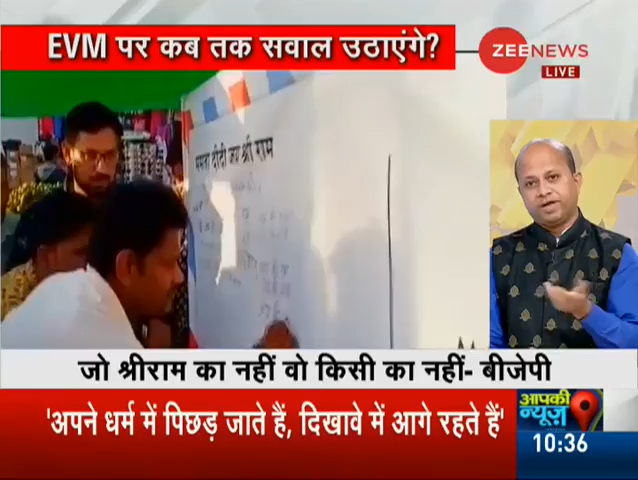 EVM पर कब तक सवाल उठाएंगे?
ZEENEWS
LIVE
ममता दीदी जय श्री राम
जो श्रीराम का नहीं वो किसी का नहीं- बीजेपी
'अपने धर्म में पिछड़ जाते हैं, दिखावे में आगे रहते हैं'
आपकी
न्यूज़
10:36